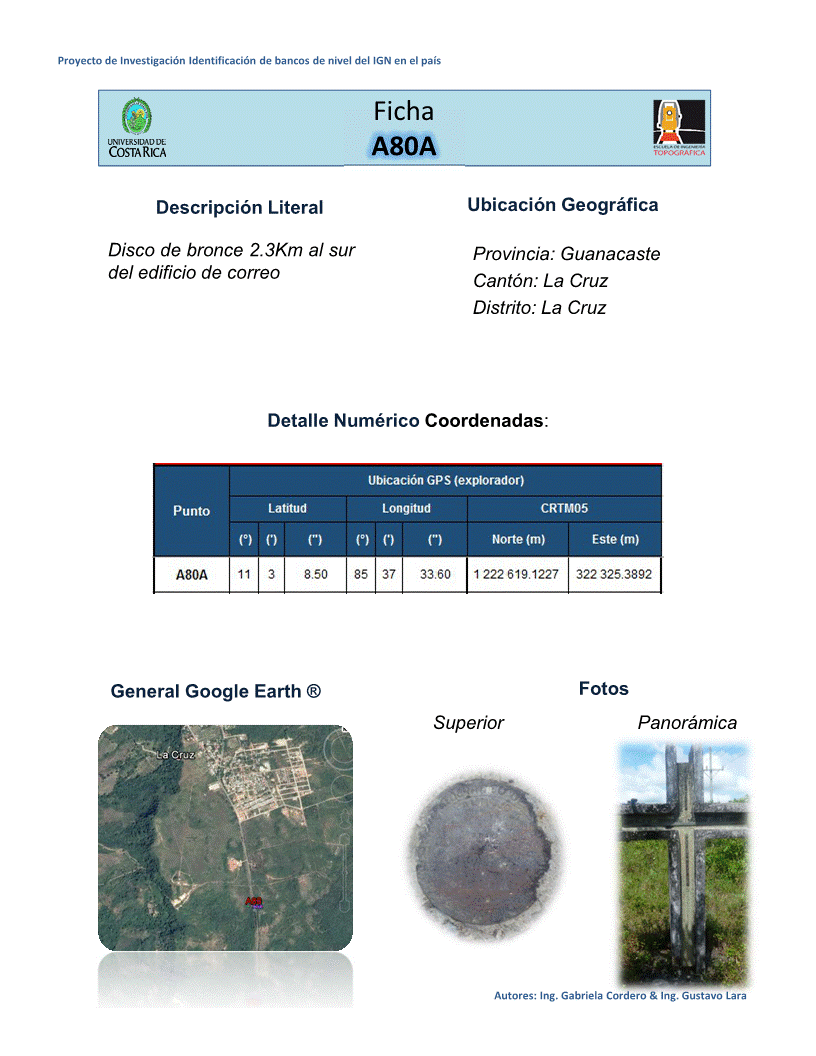 Proyecto de Investigación Identificación de bancos de nivel del IGN en el país
UNIVERSIDAD DE
COSTA RICA
Ficha
A80A
ESCUELA DE INGENIERIA
TOPOGRAFICA
Descripción Literal
Disco de bronce 2.3Km al sur
del edificio de correo
Ubicación Geográfica
Provincia: Guanacaste
Cantón: La Cruz
Distrito: La Cruz
Detalle Numérico Coordenadas:
Punto
Ubicación GPS (explorador)
Latitud Longitud CRTM05
(°) (') (") (°) (') (") Norte (m) Este (m)
A80A 11 3 8.50 85 37 33.60 1 222 619.1227 322 325.3892
General Google Earth ®
La Cruz
Fotos
Superior Panorámica
Autores: Ing. Gabriela Cordero & Ing. Gustavo Lara